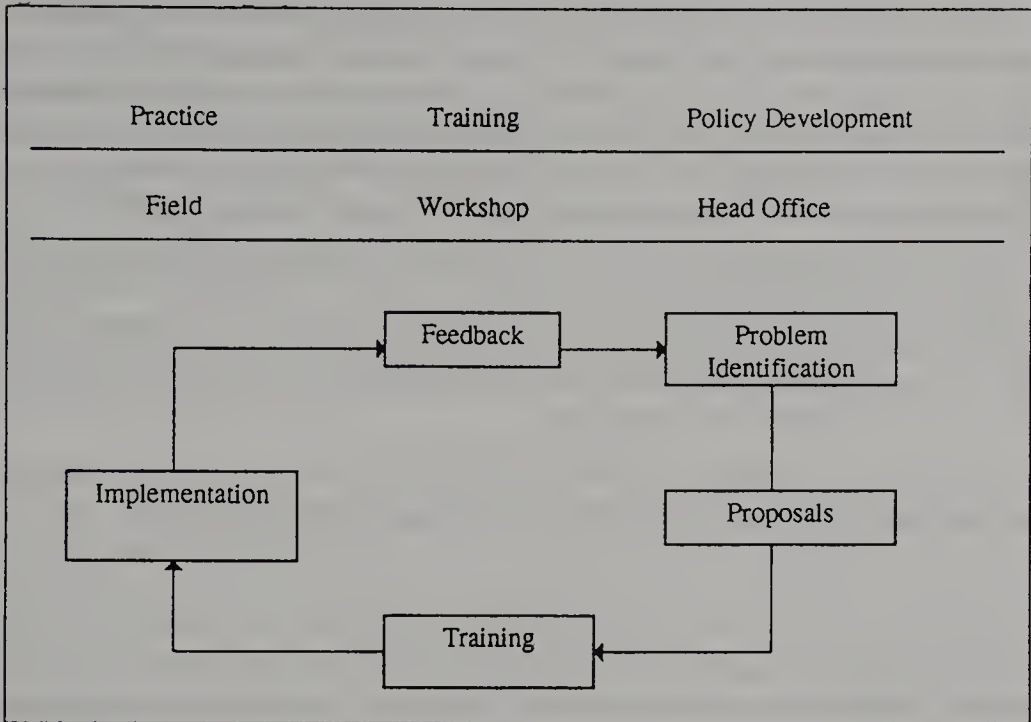 Practice Training Policy Development
Field Workshop Head Office
Feedback
Problem
Identification
Implementation
Proposals
Training